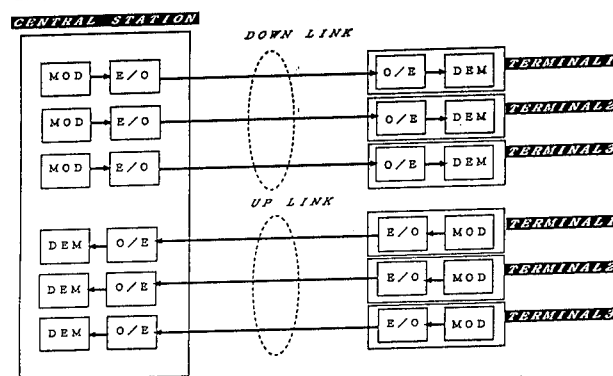 CENTRAL STATION
DOWN LINK
MOD E/O O/E DEM TERMINAL1
MOD E/O O/E DEM TERMINAL2
MOD E/O O/E DEM TERMINAL3
UP LINK
DEM O/E E/O MOD TERMINAL1
DEM O/E E/O MOD TERMINAL2
DEM O/E E/O MOD TERMINAL3